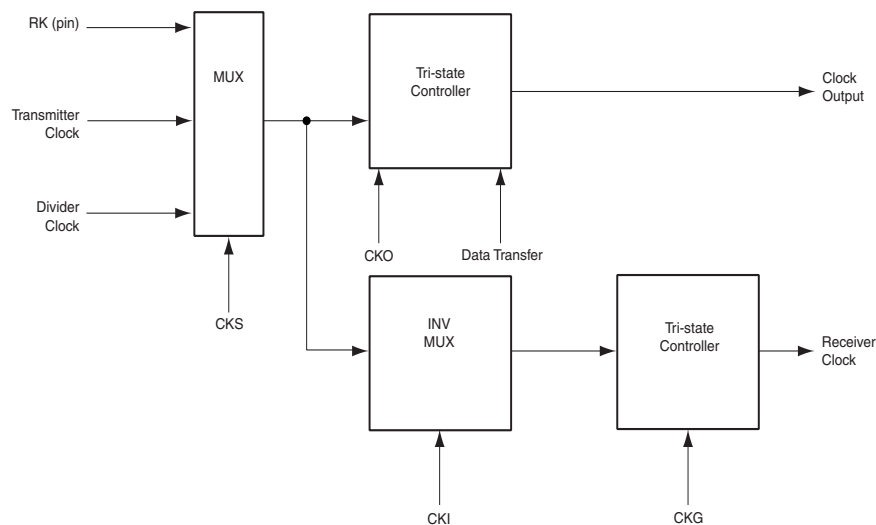 RK (pin)
MUX
Tri-state
Controller
Clock
Output
Transmitter
Clock
Divider
Clock
CKO
Data Transfer
CKS
INV
MUX
Tri-state
Controller
Receiver
Clock
CKI
CKG